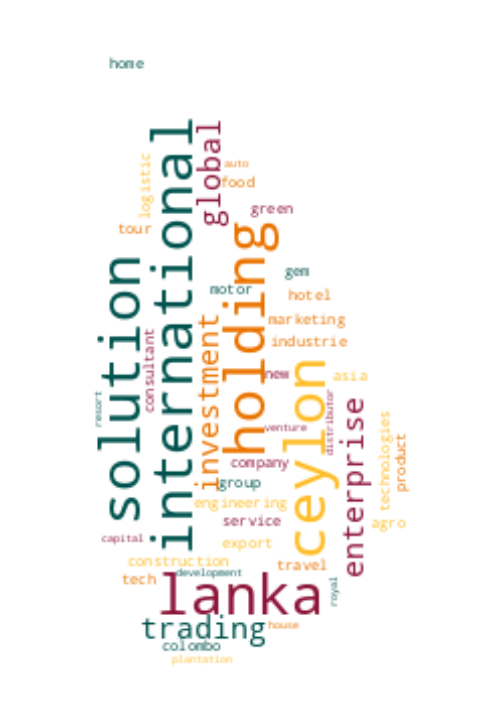 home
international
global
logistic
auto
food
green
tour
holding
solution
gem
motor
hotel
investment
marketing
consultant
industrie
ceylon
new
asia
resort
distributor
enterprise
technologies
venture
product
company
group
engineering
service
agro
capital
export
construction
travel
tech
development
lanka
royal
trading
house
colombo
plantation